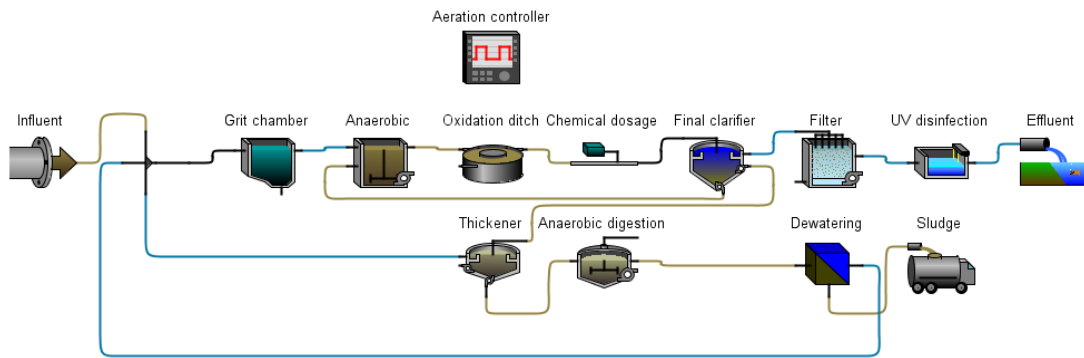 Aeration controller
Influent
Grit chamber
Anaerobic
Oxidation ditch
Chemical dosage
Final clarifier
Filter
UV disinfection
Effluent
Thickener
Anaerobic digestion
Dewatering
Sludge